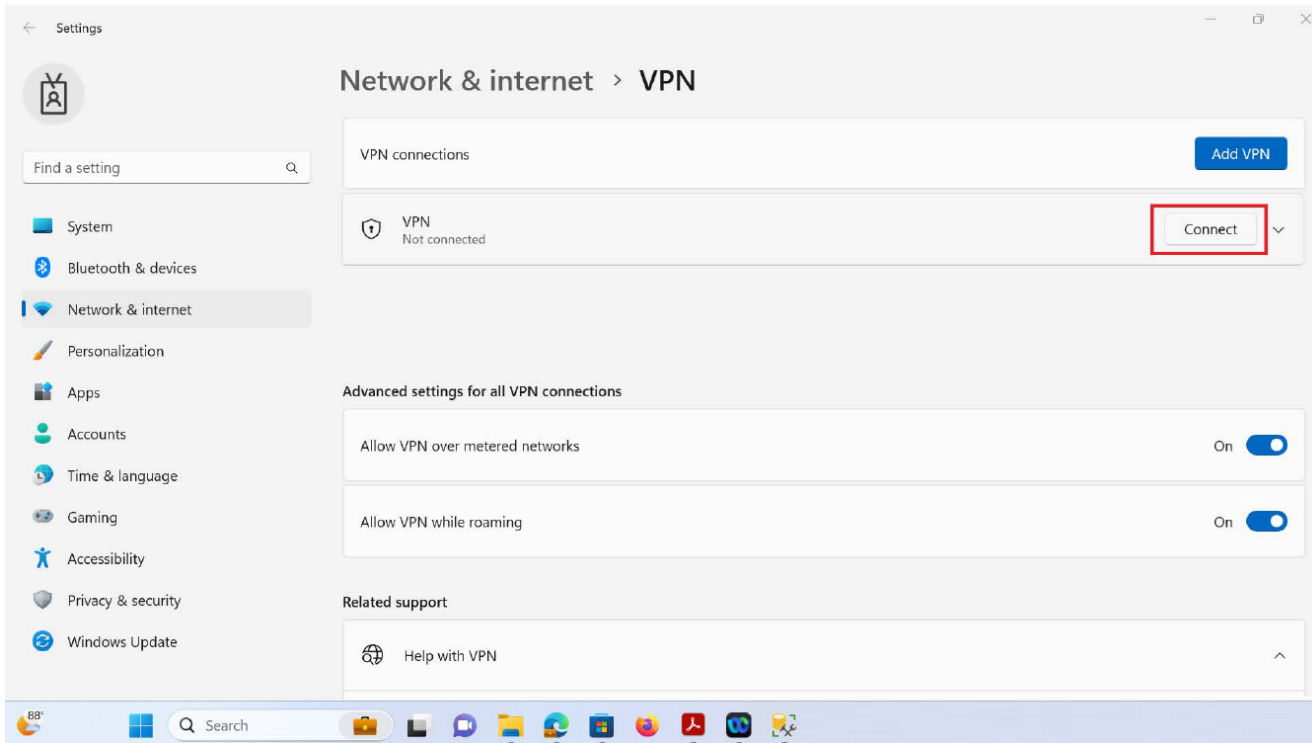 Settings
Network & internet > VPN
Find a setting
System
Bluetooth & devices
Network & internet
Personalization
Apps
Accounts
Time & language
Gaming
Accessibility
Privacy & security
Windows Update
VPN connections
Add VPN
VPN
Not connected
Connect
Advanced settings for all VPN connections
Allow VPN over metered networks
On
Allow VPN while roaming
On
Related support
Help with VPN
88°
Search